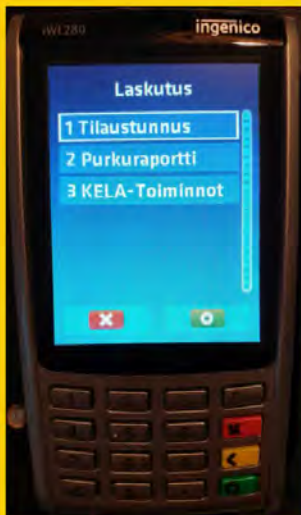 iWL280 ingenico
Laskutus
1 Tilaustunnus
2 Purkuraportti
3 KELA-Toiminnot